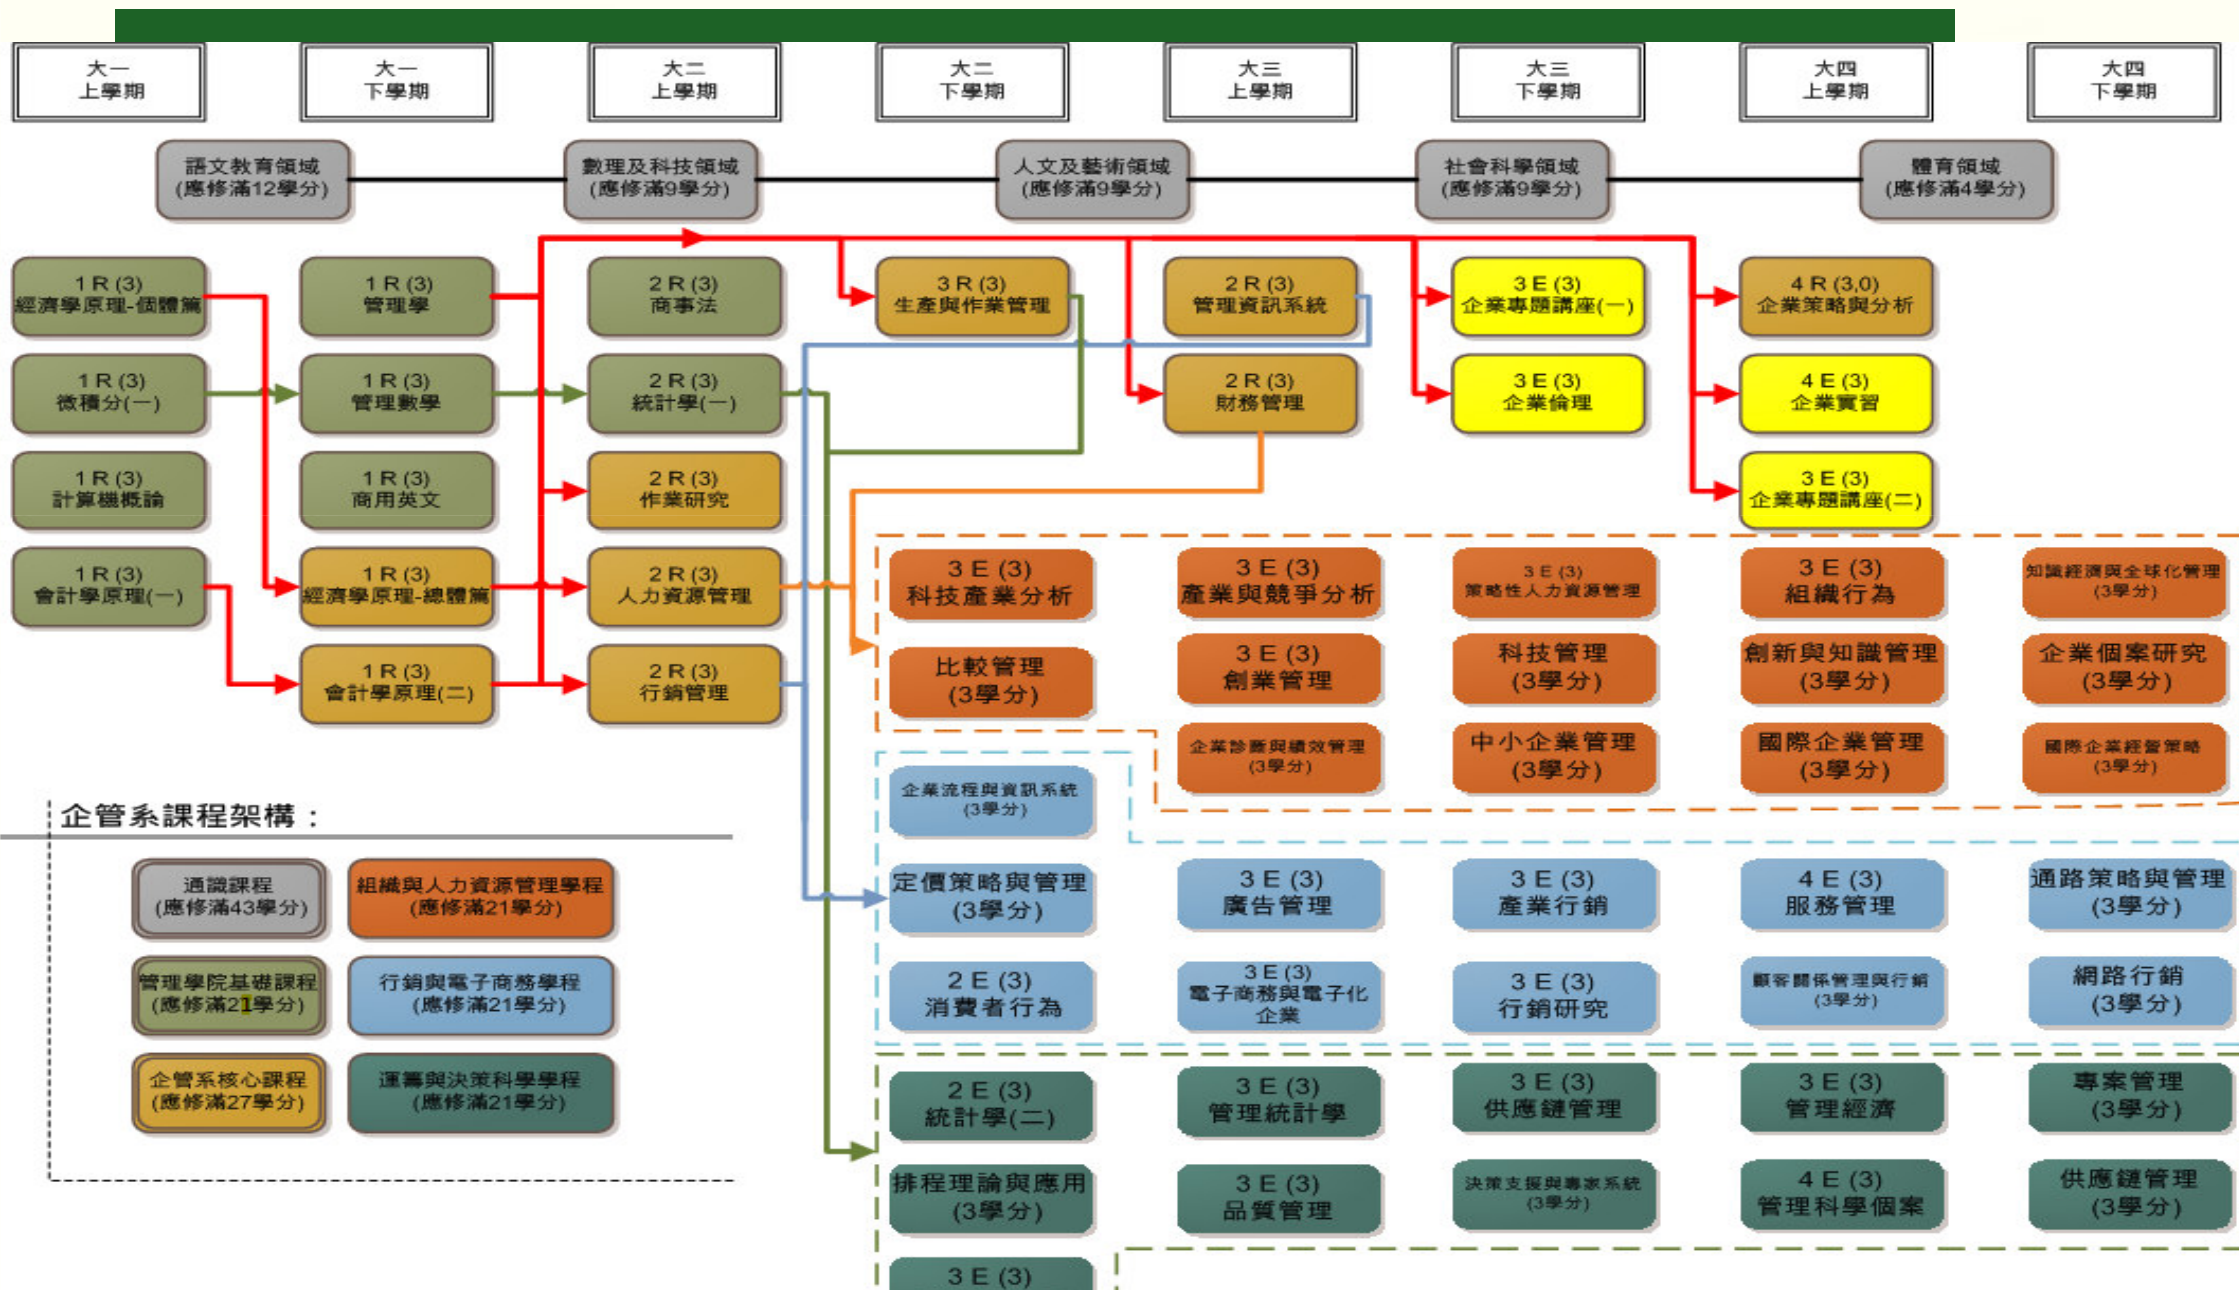 大一
上學期
大一
下學期
大二
上學期
大二
下學期
大三
上學期
大三
下學期
大四
上學期
大四
下學期
語文教育領域
(應修滿12學分)
數理及科技領域
(應修滿9學分)
人文及藝術領域
(應修滿9學分)
社會科學領域
(應修滿9學分)
體育領域
(應修滿4學分)
1 R (3)
經濟學原理-個體篇
1 R (3)
管理學
2 R (3)
商事法
3 R (3)
生產與作業管理
2 R (3)
管理資訊系統
3 E (3)
企業專題講座(一)
4 R (3,0)
企業策略與分析
1 R (3)
微積分(一)
1 R (3)
管理數學
2 R (3)
統計學(一)
2 R (3)
財務管理
3 E (3)
企業倫理
4 E (3)
企業實習
1 R (3)
計算機概論
1 R (3)
商用英文
2 R (3)
作業研究
3 E (3)
企業專題講座(二)
1 R (3)
會計學原理(一)
1 R (3)
經濟學原理-總體篇
2 R (3)
人力資源管理
3 E (3)
科技產業分析
3 E (3)
產業與競爭分析
3 E (3)
策略性人力資源管理
3 E (3)
組織行為
知識經濟與全球化管理
(3學分)
1 R (3)
會計學原理(二)
2 R (3)
行銷管理
比較管理
(3學分)
3 E (3)
創業管理
科技管理
(3學分)
創新與知識管理
(3學分)
企業個案研究
(3學分)
企業診斷與績效管理
(3學分)
中小企業管理
(3學分)
國際企業管理
(3學分)
國際企業經營策略
(3學分)
企業流程與資訊系統
(3學分)
定價策略與管理
(3學分)
3 E (3)
廣告管理
3 E (3)
產業行銷
4 E (3)
服務管理
通路策略與管理
(3學分)
2 E (3)
消費者行為
3 E (3)
電子商務與電子化
企業
3 E (3)
行銷研究
顧客關係管理與行銷
(3學分)
網路行銷
(3學分)
2 E (3)
統計學(二)
3 E (3)
管理統計學
3 E (3)
供應鏈管理
3 E (3)
管理經濟
專案管理
(3學分)
排程理論與應用
(3學分)
3 E (3)
品質管理
決策支援與專家系統
(3學分)
4 E (3)
管理科學個案
供應鏈管理
(3學分)
3 E (3)
企管系課程架構：
通識課程
(應修滿43學分)
組織與人力資源管理學程
(應修滿21學分)
管理學院基礎課程
(應修滿21學分)
行銷與電子商務學程
(應修滿21學分)
企管系核心課程
(應修滿27學分)
運籌與決策科學學程
(應修滿21學分)